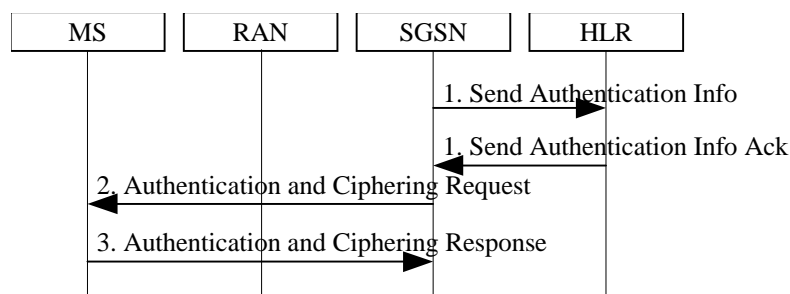 MS RAN SGSN HLR
1. Send Authentication Info
1. Send Authentication Info Ack
2. Authentication and Ciphering Request
3. Authentication and Ciphering Response